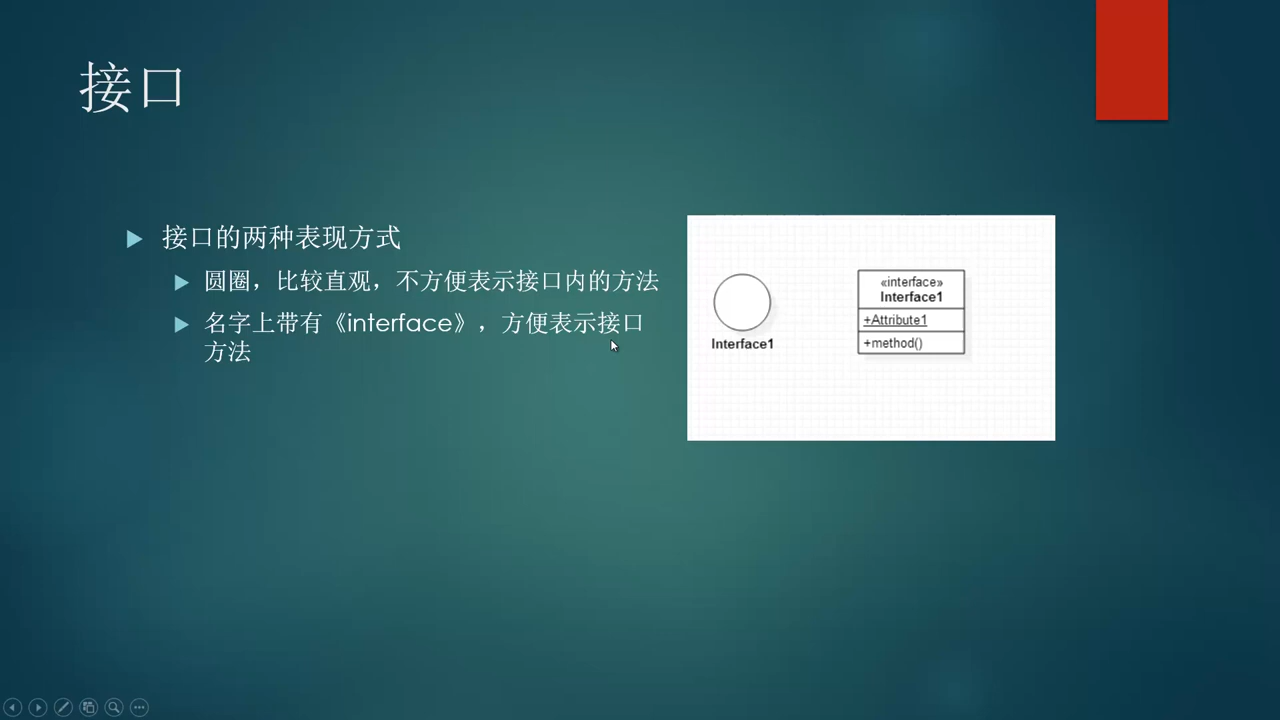 接口
接口的两种表现方式
圆圈，比较直观，不方便表示接口内的方法
名字上带有《interface》，方便表示接口
方法
Interface1
«interface»
Interface1
+Attribute1
+method()